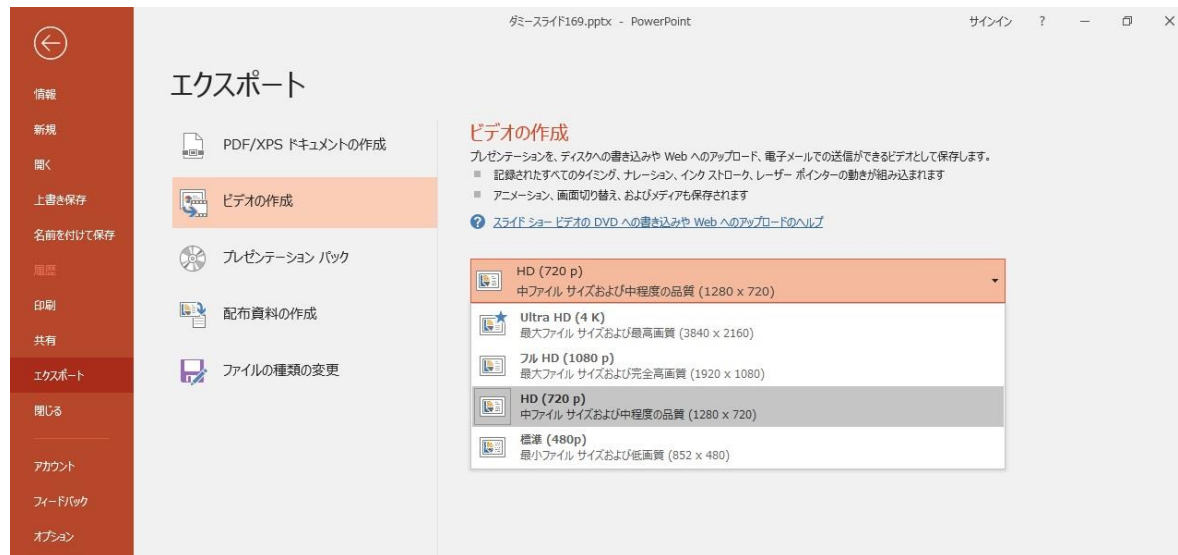 ダミースライド169.pptx - PowerPoint
サインイン ?
情報
新規
開く
上書き保存
名前を付けて保存
履歴
印刷
共有
エクスポート
閉じる
アカウント
フィードバック
オプション
エクスポート
PDF/XPS ドキュメントの作成
ビデオの作成
プレゼンテーション パック
配布資料の作成
ファイルの種類の変更
ビデオの作成
プレゼンテーションを、ディスクへの書き込みや Web へのアップロード、電子メールでの送信ができるビデオとして保存します。
記録されたすべてのタイミング、ナレーション、インク ストローク、レーザー ポインターの動きが組み込まれます
アニメーション、画面切り替え、およびメディアも保存されます
スライド ショー ビデオの DVD への書き込みや Web へのアップロードのヘルプ
HD (720 p)
中ファイル サイズおよび中程度の品質 (1280 x 720)
Ultra HD (4 K)
最大ファイル サイズおよび最高画質 (3840 x 2160)
フル HD (1080 p)
最大ファイル サイズおよび完全高画質 (1920 x 1080)
HD (720 p)
中ファイル サイズおよび中程度の品質 (1280 x 720)
標準 (480p)
最小ファイル サイズおよび低画質 (852 x 480)